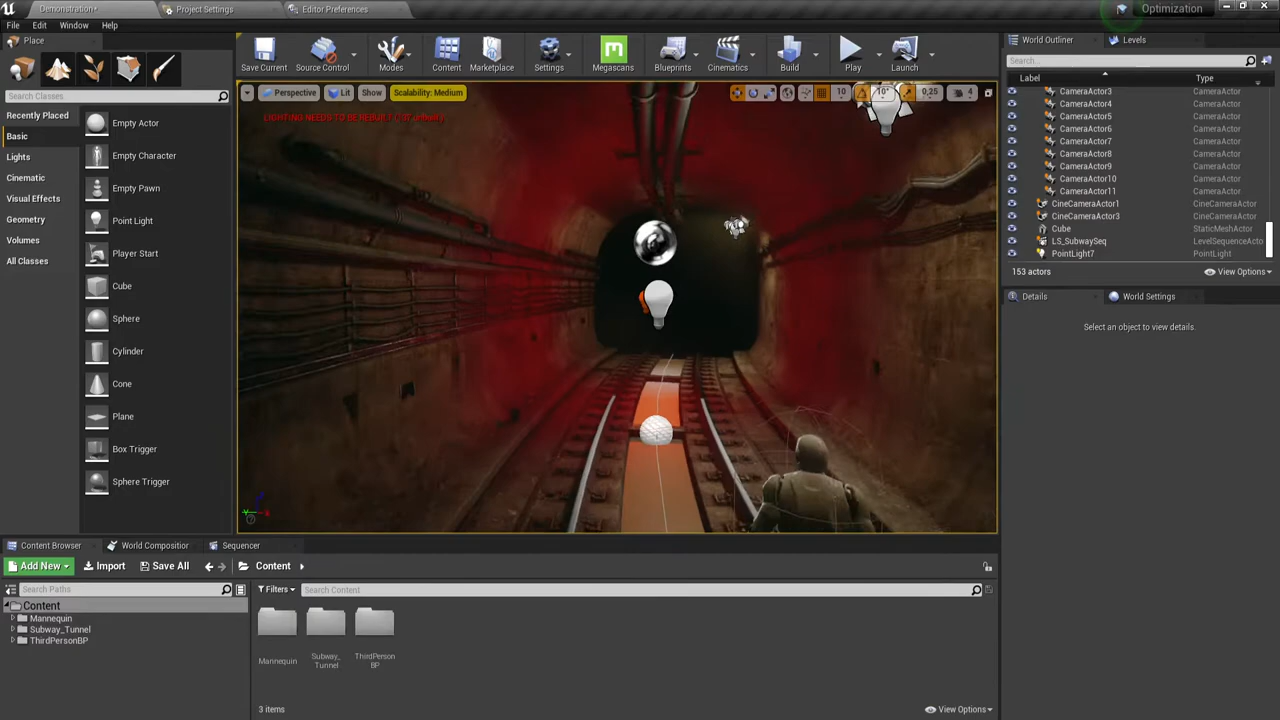 Demonstration*
Project Settings
Editor Preferences
Optimization
File
Edit
Window
Help
Place
Search Classes
Recently Placed
Basic
Lights
Cinematic
Visual Effects
Geometry
Volumes
All Classes
Empty Actor
Empty Character
Empty Pawn
Point Light
Player Start
Cube
Sphere
Cylinder
Cone
Plane
Box Trigger
Sphere Trigger
Save Current
Source Control
Modes
Content
Marketplace
Settings
Megascans
Blueprints
Cinematics
Build
Play
Launch
Perspective
Lit
Show
Scalability: Medium
10
10°
0,25
4
World Outliner
Levels
Search...
Label
Type
CameraActor3 CameraActor
CameraActor4 CameraActor
CameraActor5 CameraActor
CameraActor6 CameraActor
CameraActor7 CameraActor
CameraActor8 CameraActor
CameraActor9 CameraActor
CameraActor10 CameraActor
CameraActor11 CameraActor
CineCameraActor1 CineCameraActor
CineCameraActor3 CineCameraActor
Cube StaticMeshActor
LS_SubwaySeq LevelSequenceActo
PointLight7 PointLight
153 actors
View Options
Details
World Settings
Select an object to view details.
Content Browser
World Composition
Sequencer
Add New
Import
Save All
Content
Search Paths
Filters
Search Content
Content
Mannequin
Subway_Tunnel
ThirdPersonBP
Mannequin
Subway_
Tunnel
ThirdPerson
BP
3 items
View Options